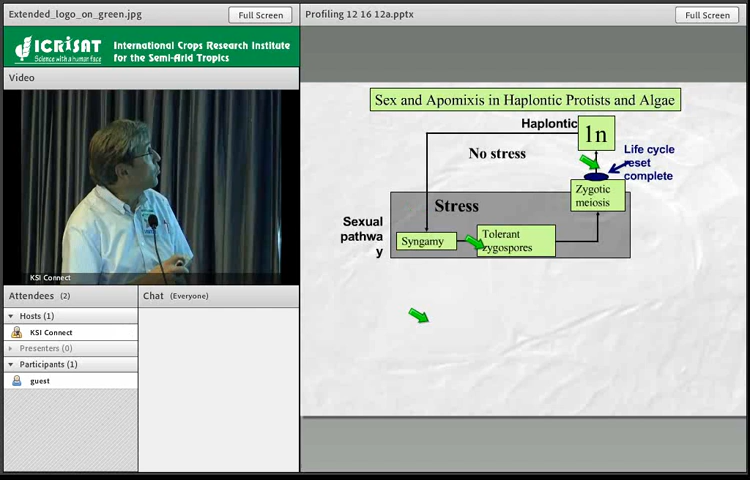 Extended_logo_on_green.jpg
Full Screen
ICRISAT
Science with a human face
International Crops Research Institute
for the Semi-Arid Tropics
Video
KSI Connect
Attendees (2)
Hosts (1)
KSI Connect
Presenters (0)
Participants (1)
guest
Chat (Everyone)
Profiling 12 16 12a.pptx
Full Screen
Sex and Apomixis in Haplontic Protists and Algae
Haplontic
1n
No stress
Life cycle
reset
complete
Zygotic
meiosis
Stress
Sexual
pathwa
y
Syngamy
Tolerant
zygospores